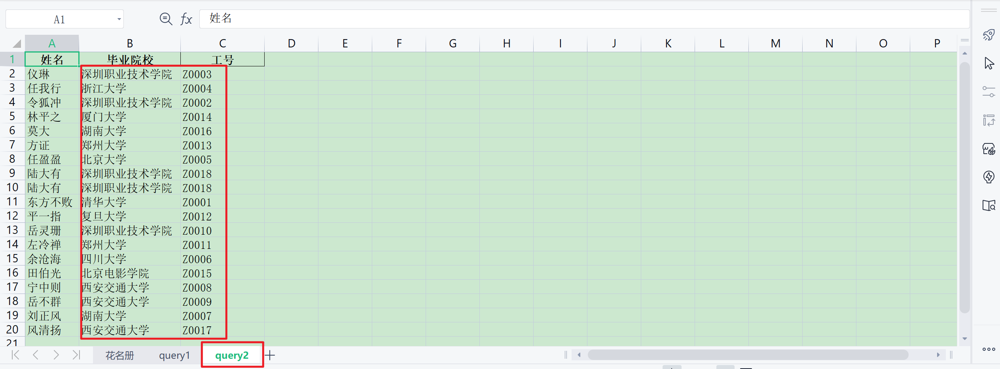 A1 fx 姓名
A B C D E F G H I J K L M N O P
1 姓名 毕业院校 工号
2 仪琳 深圳职业技术学院 Z0003
3 任我行 浙江大学 Z0004
4 令狐冲 深圳职业技术学院 Z0002
5 林平之 厦门大学 Z0014
6 莫大 湖南大学 Z0016
7 方证 郑州大学 Z0013
8 任盈盈 北京大学 Z0005
9 陆大有 深圳职业技术学院 Z0018
10 陆大有 深圳职业技术学院 Z0018
11 东方不败 清华大学 Z0001
12 平一指 复旦大学 Z0012
13 岳灵珊 深圳职业技术学院 Z0010
14 左冷禅 郑州大学 Z0011
15 余沧海 四川大学 Z0006
16 田伯光 北京电影学院 Z0015
17 宁中则 西安交通大学 Z0008
18 岳不群 西安交通大学 Z0009
19 刘正风 湖南大学 Z0007
20 风清扬 西安交通大学 Z0017
21
花名册 query1 query2